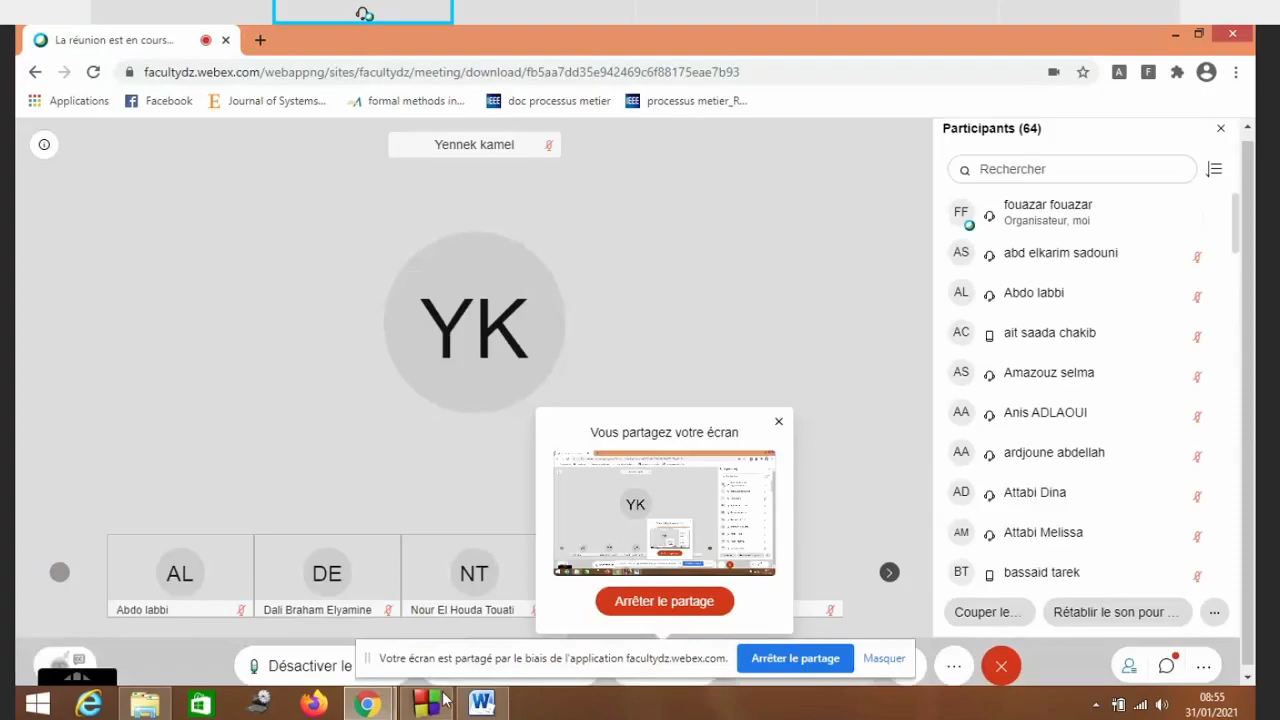 La réunion est en cours...
facultydz.webex.com/webappng/sites/facultydz/meeting/download/fb5aa7dd35e942469c6f88175eae7b93
Applications
Facebook
Journal of Systems...
formal methods in...
IEEE
doc processus metier
IEEE
processus metier_R...
Yennek kamel
YK
Participants (64)
Rechercher
FF
fouazar fouazar
Organisateur, moi
AS
abd elkarim sadouni
AL
Abdo labbi
AC
ait saada chakib
AS
Amazouz selma
AA
Anis ADLAOUI
AA
ardjoune abdellah
AD
Attabi Dina
AM
Attabi Melissa
BT
bassaid tarek
Couper le...
Rétablir le son pour ...
Vous partagez votre écran
YK
Arrêter le partage
AL
Abdo labbi
DE
Dali Braham Elyamine
NT
Nour El Houda Touati
Désactiver le
Votre écran est partagé par le biais de l'application facultydz.webex.com.
Arrêter le partage
Masquer
08:55
31/01/2021